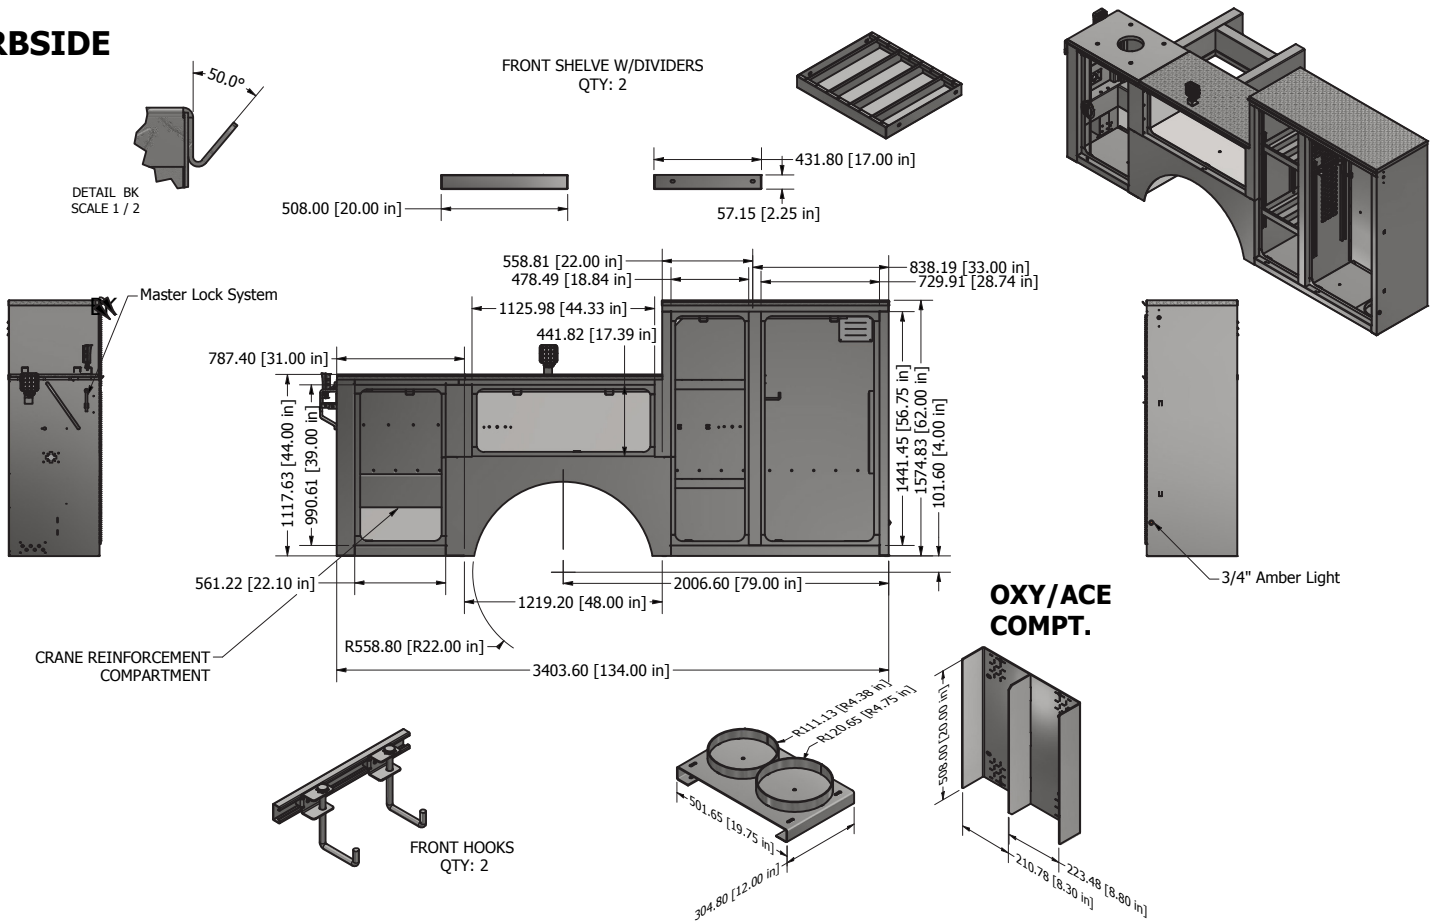 RBSIDE
50.0°
DETAIL BK
SCALE 1 / 2
FRONT SHELVE W/DIVIDERS
QTY: 2
508.00 [20.00 in]
431.80 [17.00 in]
57.15 [2.25 in]
Master Lock System
558.81 [22.00 in]
838.19 [33.00 in]
478.49 [18.84 in]
729.91 [28.74 in]
1125.98 [44.33 in]
441.82 [17.39 in]
787.40 [31.00 in]
1117.63 [44.00 in]
990.61 [39.00 in]
1441.45 [56.75 in]
1574.83 [62.00 in]
101.60 [4.00 in]
561.22 [22.10 in]
2006.60 [79.00 in]
1219.20 [48.00 in]
R558.80 [R22.00 in]
3403.60 [134.00 in]
CRANE REINFORCEMENT
COMPARTMENT
3/4" Amber Light
OXY/ACE
COMPT.
FRONT HOOKS
QTY: 2
R111.13 [R4.38 in]
R120.65 [R4.75 in]
501.65 [19.75 in]
304.80 [12.00 in]
508.00 [20.00 in]
210.78 [8.30 in]
223.48 [8.80 in]